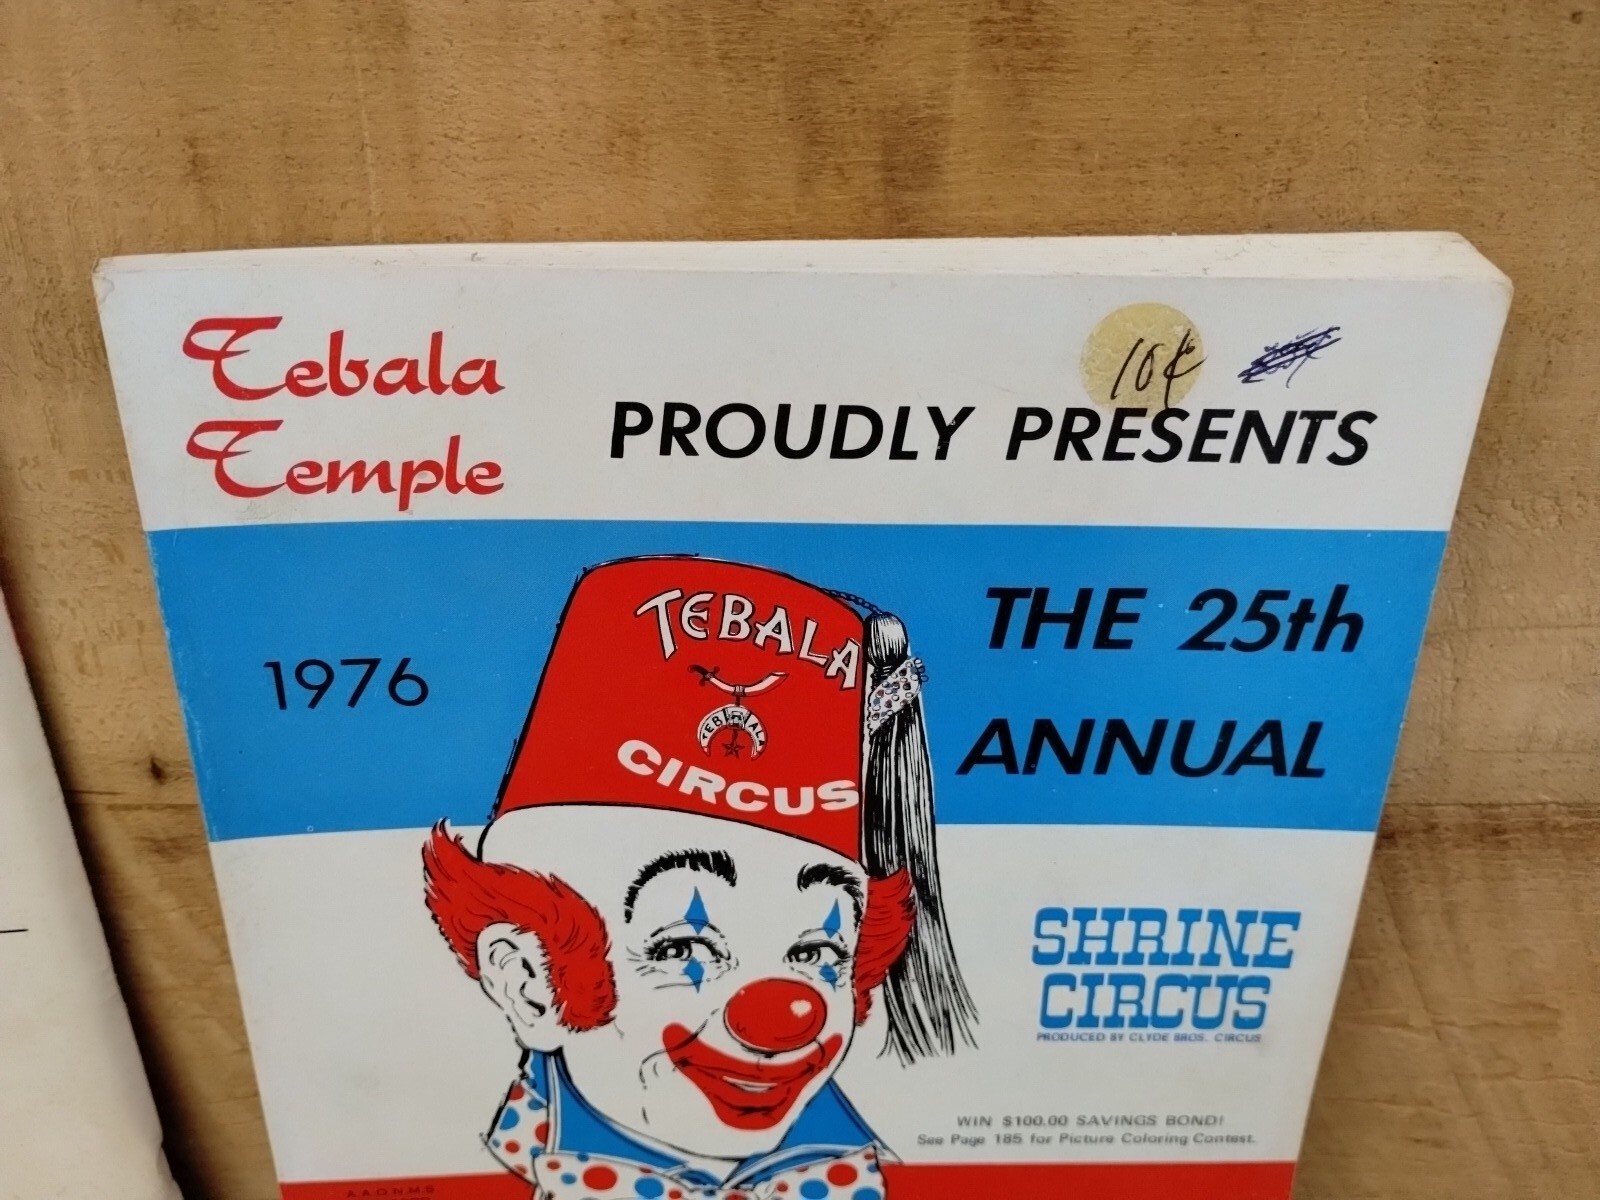 Tebala
Temple
PROUDLY PRESENTS
10¢
1976
THE 25th
ANNUAL
TEBALA
TEBALA
CIRCUS
SHRINE
CIRCUS
PRODUCED BY CLYDE BROS. CIRCUS
WIN $100.00 SAVINGS BOND!
See Page 185 for Picture Coloring Contest.
A.A.O.N.M.S.